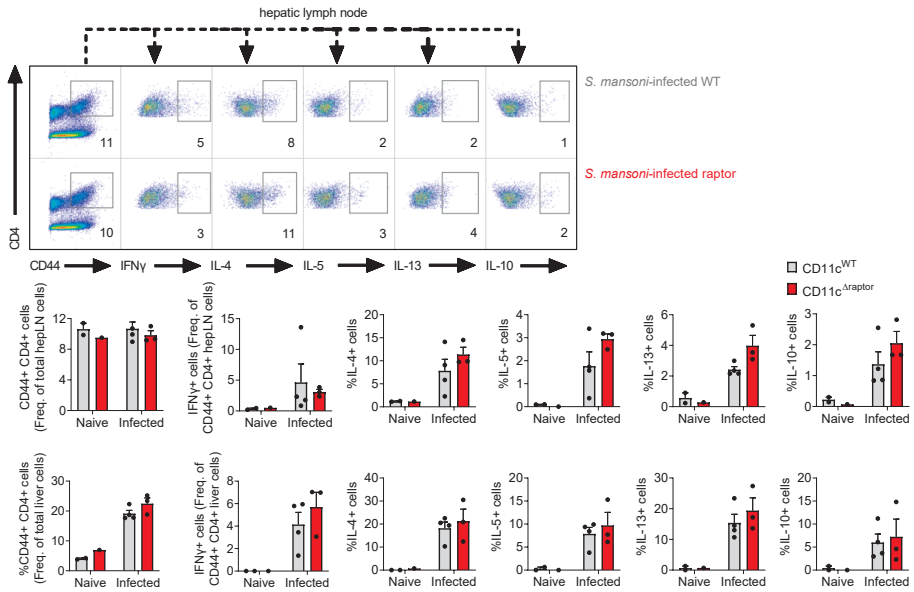 hepatic lymph node
S. mansoni-infected WT
11 5 8 2 2 1
S. mansoni-infected raptor
10 3 11 3 4 2
CD4
CD44 IFNγ IL-4 IL-5 IL-13 IL-10
CD11cWT
CD11cΔraptor
CD44+ CD4+ cells
(Freq. of total hepLN cells)
12
8
4
0
Naive Infected
IFNγ+ cells (Freq. of
CD44+ CD4+ hepLN cells)
15
10
5
0
Naive Infected
%IL-4+ cells
20
15
10
5
0
Naive Infected
%IL-5+ cells
4
3
2
1
0
Naive Infected
%IL-13+ cells
6
4
2
0
Naive Infected
%IL-10+ cells
3
2
1
0
Naive Infected
%CD44+ CD4+ cells
(Freq. of total liver cells)
30
20
10
0
Naive Infected
IFNγ+ cells (Freq. of
CD44+ CD4+ liver cells)
8
6
4
2
0
Naive Infected
%IL-4+ cells
40
30
20
10
0
Naive Infected
%IL-5+ cells
20
15
10
5
0
Naive Infected
%IL-13+ cells
30
20
10
0
Naive Infected
%IL-10+ cells
20
15
10
5
0
Naive Infected